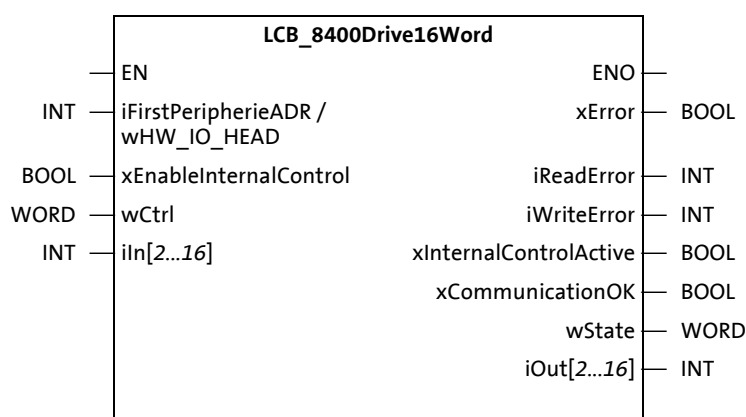 LCB_8400Drive16Word
EN ENO
INT iFirstPeripherieADR / xError BOOL
wHW_IO_HEAD
BOOL xEnableInternalControl iReadError INT
WORD wCtrl iWriteError INT
INT iIn[2...16] xInternalControlActive BOOL
xCommunicationOK BOOL
wState WORD
iOut[2...16] INT